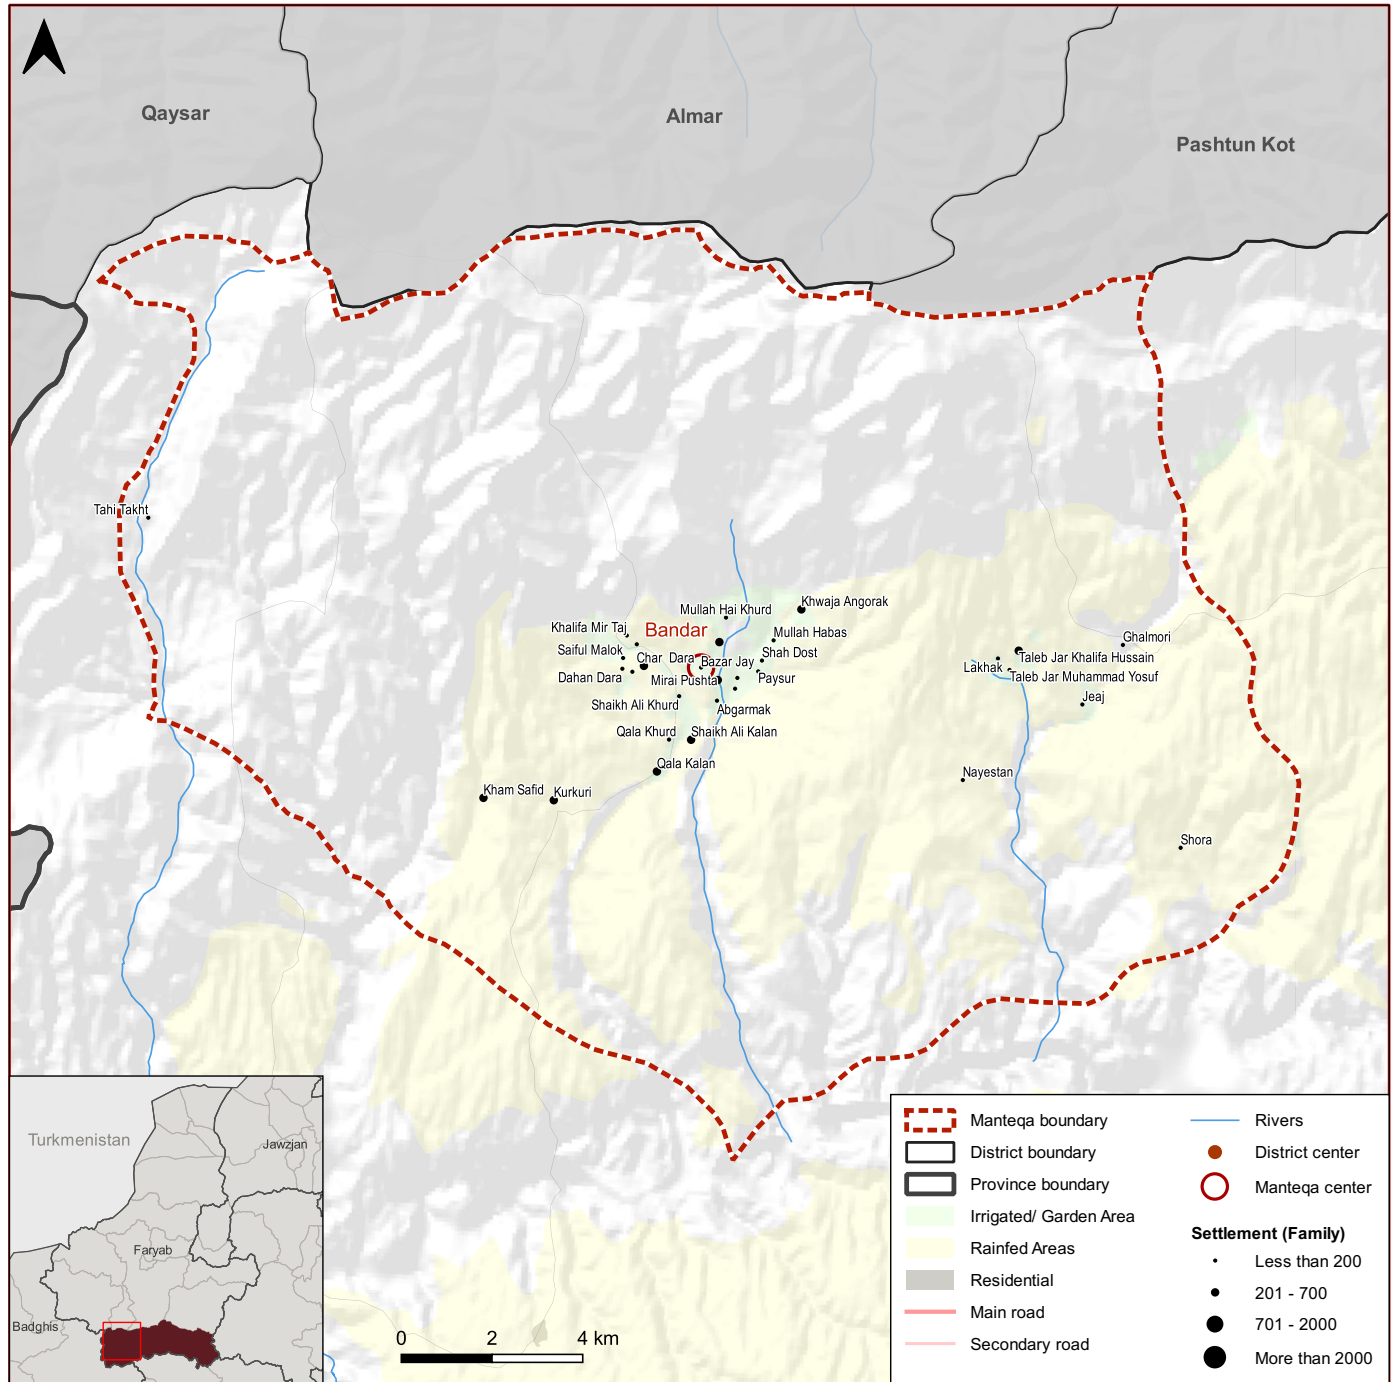 Qaysar
Almar
Pashtun Kot
Tahi Takht
Khwaja Angorak
Mullah Hai Khurd
Khalifa Mir Taj
Bandar
Mullah Habas
Ghalmori
Saiful Malok
Char Dara
Bazar Jay
Shah Dost
Taleb Jar Khalifa Hussain
Lakhak
Dahan Dara
Mirai Pushta
Paysur
Taleb Jar Muhammad Yosuf
Shaikh Ali Khurd
Abgarmak
Jeaj
Qala Khurd
Shaikh Ali Kalan
Qala Kalan
Nayestan
Kham Safid
Kurkuri
Shora
Turkmenistan
Jawzjan
Faryab
Badghis
0 2 4 km
Manteqa boundary
District boundary
Province boundary
Irrigated/ Garden Area
Rainfed Areas
Residential
Main road
Secondary road
Rivers
District center
Manteqa center
Settlement (Family)
Less than 200
201 - 700
701 - 2000
More than 2000